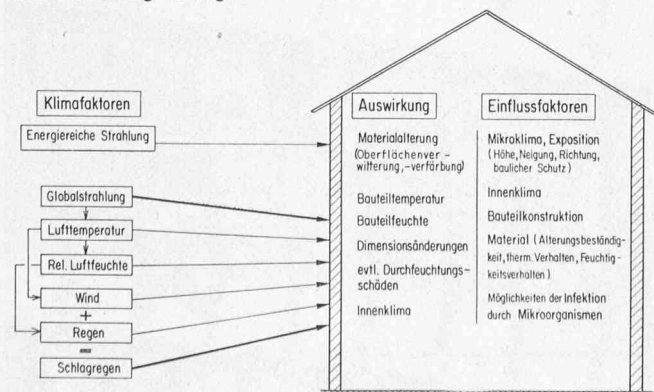 Klimafaktoren
Energiereiche Strahlung
Globalstrahlung
Lufttemperatur
Rel. Luftfeuchte
Wind
+
Regen
=
Schlagregen
Auswirkung
Materialalterung
(Oberflächenver-
witterung,-verfärbung)
Bauteiltemperatur
Bauteilfeuchte
Dimensionsänderungen
evtl. Durchfeuchtungs-
schäden
Innenklima
Einflussfaktoren
Mikroklima, Exposition
(Höhe, Neigung, Richtung,
baulicher Schutz)
Innenklima
Bauteilkonstruktion
Material (Alterungsbeständig-
keit, therm. Verhalten, Feuchtig-
keitsverhalten)
Möglichkeiten der Infektion
durch Mikroorganismen